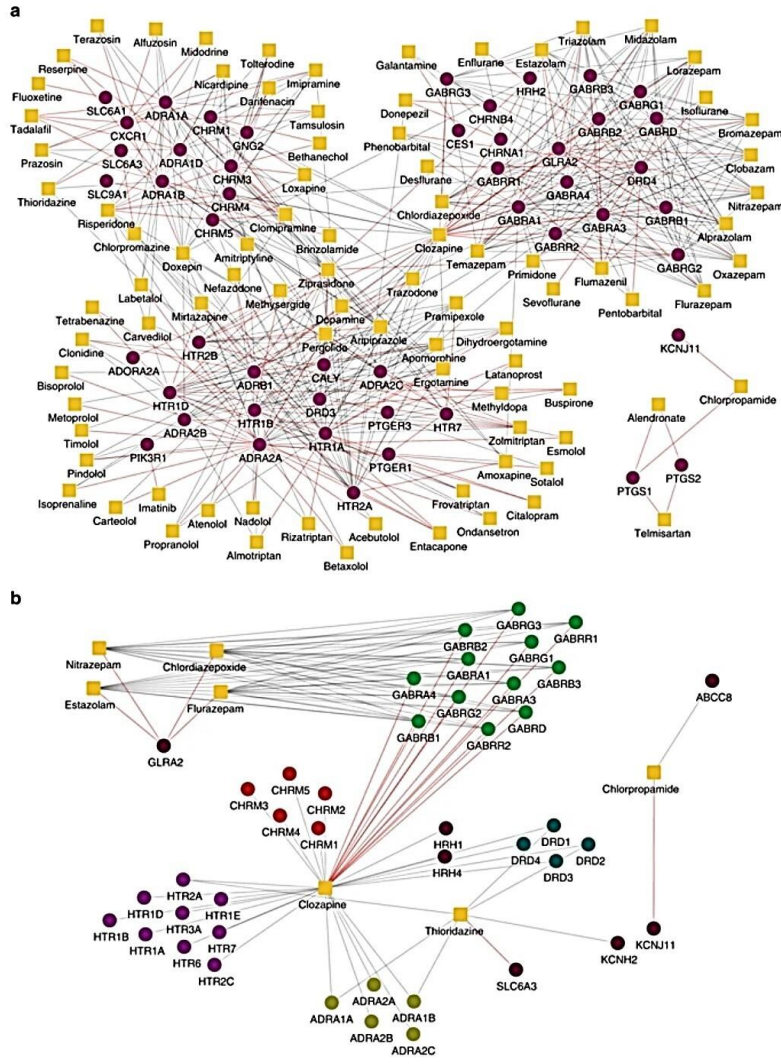 a
Terazosin
Alfuzosin
Midodrine
Tolterodine
Reserpine
Nicardipine
Imipramine
Fluoxetine
SLC6A1
ADRA1A
Darifenacin
Tadalafil
CXCR1
CHRM1
GNG2
Tamsulosin
Prazosin
SLC6A3
ADRA1D
Bethanechol
CHRM3
Thioridazine
SLC9A1
ADRA1B
CHRM4
Loxapine
Risperidone
CHRM5
Clomipramine
Chlorpromazine
Amitriptyline
Brinzolamide
Doxepin
Nefazodone
Ziprasidone
Labetalol
Methysergide
Trazodone
Mirtazapine
Dopamine
Carvedilol
Pergolide
Aripiprazole
Pramipexole
Galantamine
Enflurane
Estazolam
Triazolam
Midazolam
GABRG3
HRH2
GABRB3
Lorazepam
Donepezil
CHRNB4
GABRG1
Isoflurane
Phenobarbital
CES1
GABRB2
GABRD
Bromazepam
CHRNA1
GLRA2
Desflurane
GABRR1
DRD4
Clobazam
Chlordiazepoxide
GABRA4
Nitrazepam
GABRA1
GABRA3
GABRB1
Clozapine
GABRR2
Alprazolam
Temazepam
GABRG2
Oxazepam
Primidone
Flumazenil
Sevoflurane
Pentobarbital
Flurazepam
Tetrabenazine
Clonidine
HTR2B
Apomorohine
Dihydroergotamine
ADORA2A
ADRB1
CALY
ADRA2C
Ergotamine
Latanoprost
Bisoprolol
HTR1D
Methyldopa
Buspirone
Metoprolol
ADRA2B
HTR1B
DRD3
PTGER3
HTR7
Zolmitriptan
Timolol
HTR1A
Esmolol
Pindolol
PIK3R1
ADRA2A
PTGER1
Amoxapine
Sotalol
Isoprenaline
Imatinib
HTR2A
Frovatriptan
Citalopram
Carteolol
Atenolol
Nadolol
Rizatriptan
Acebutolol
Ondansetron
Propranolol
Almotriptan
Betaxolol
Entacapone
KCNJ11
Chlorpropamide
Alendronate
PTGS1
PTGS2
Telmisartan
b
Nitrazepam
Chlordiazepoxide
GABRG3
GABRR1
GABRB2
GABRG1
Estazolam
Flurazepam
GABRA1
GABRB3
GABRA4
GABRA3
GABRG2
GABRD
GABRB1
GABRR2
GLRA2
ABCC8
Chlorpropamide
CHRM5
CHRM3
CHRM2
CHRM4
CHRM1
HRH1
DRD1
HRH4
DRD4
DRD2
DRD3
Clozapine
HTR2A
HTR1D
HTR1E
Thioridazine
HTR1B
HTR3A
HTR1A
HTR7
HTR6
HTR2C
KCNH2
KCNJ11
SLC6A3
ADRA2A
ADRA1A
ADRA1B
ADRA2B
ADRA2C